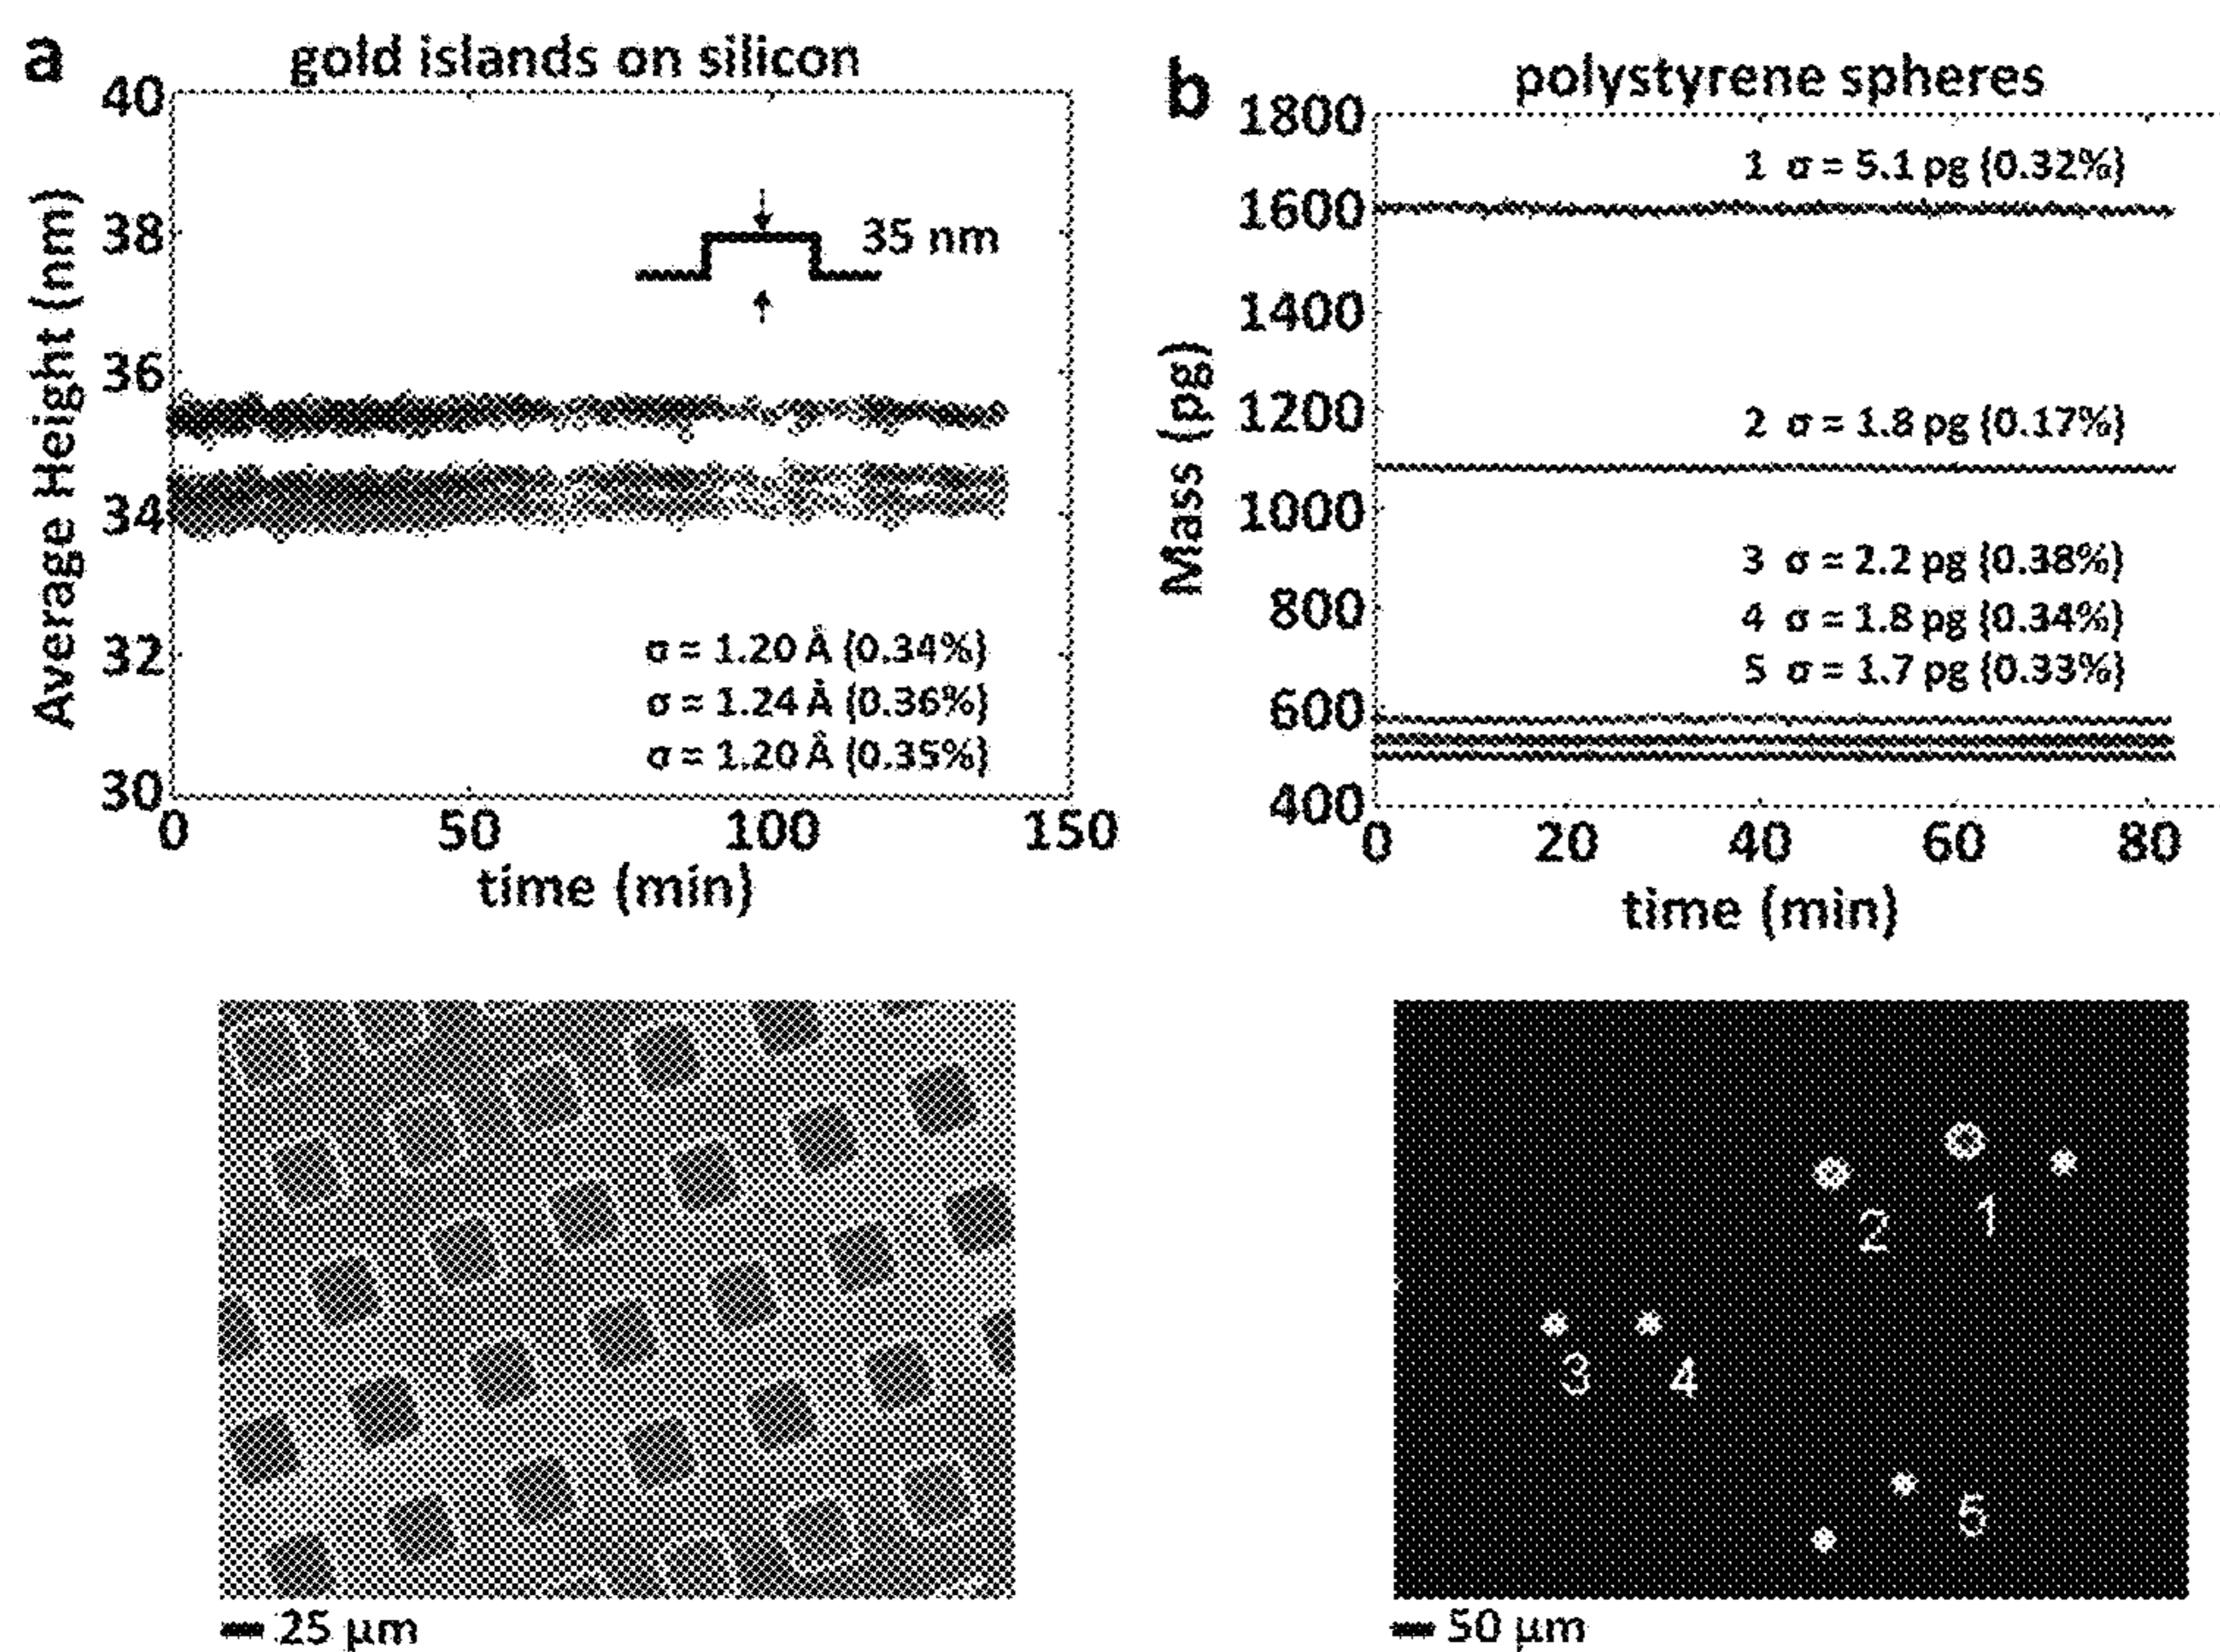 a
gold islands on silicon
40
38
36
34
32
30
Average Height (nm)
35 nm
σ = 1.20 Å (0.34%)
σ = 1.24 Å (0.36%)
σ = 1.20 Å (0.35%)
0 50 100 150
time (min)
25 μm
b
polystyrene spheres
1800
1600
1400
1200
1000
800
600
400
Mass (pg)
1 σ = 5.1 pg (0.32%)
2 σ = 1.8 pg (0.17%)
3 σ = 2.2 pg (0.38%)
4 σ = 1.8 pg (0.34%)
5 σ = 1.7 pg (0.33%)
0 20 40 60 80
time (min)
2 1
3 4
5
50 μm